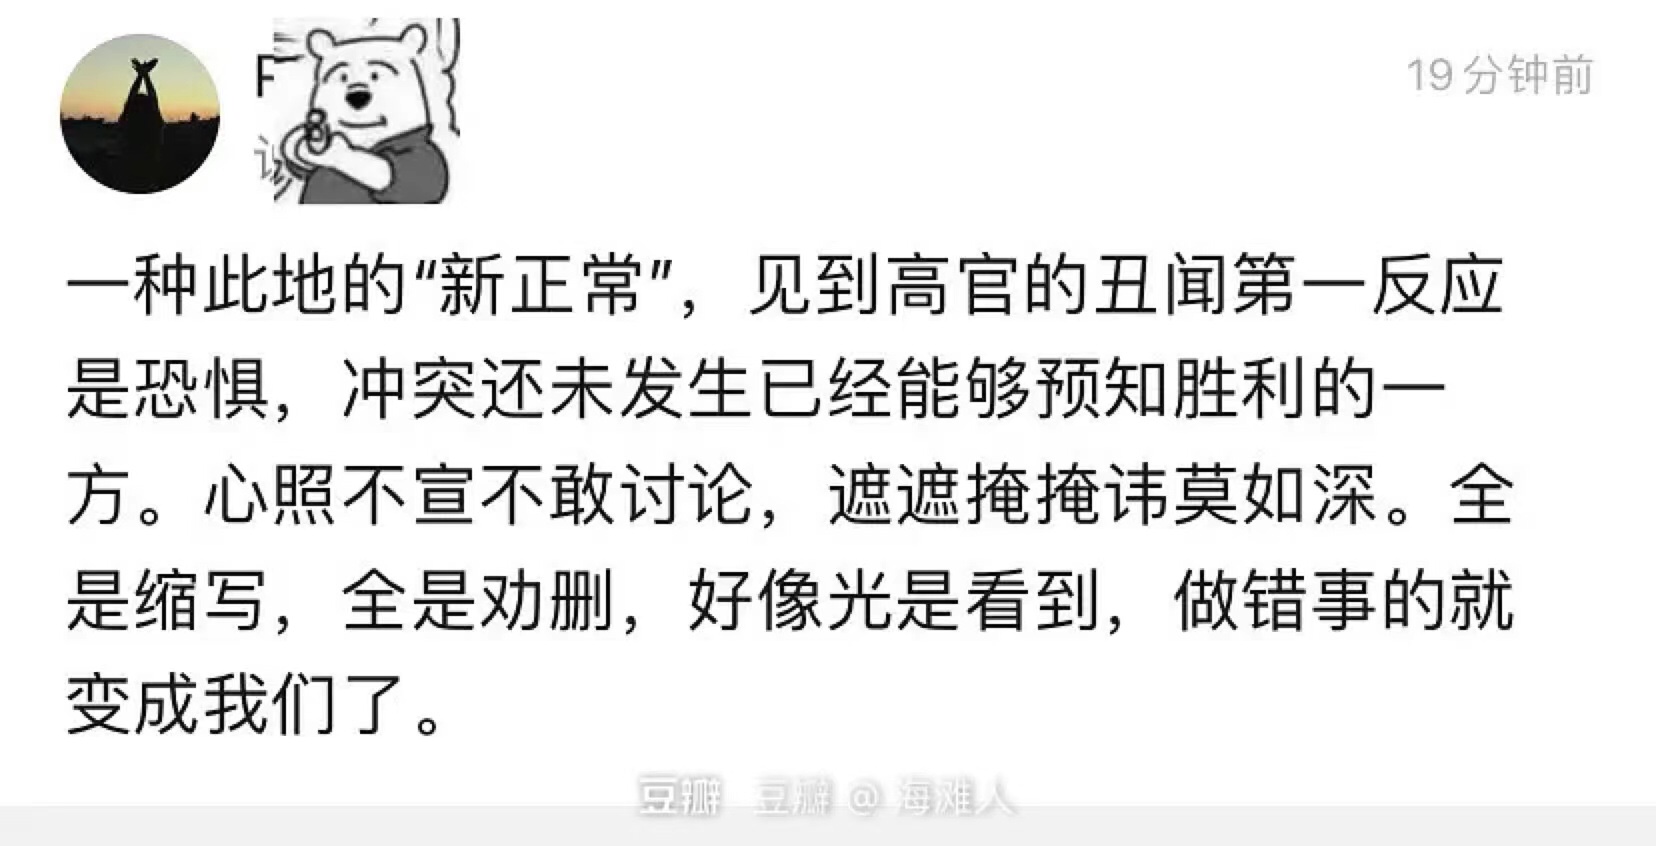 19分钟前
一种此地的“新正常”，见到高官的丑闻第一反应
是恐惧，冲突还未发生已经能够预知胜利的一
方。心照不宣不敢讨论，遮遮掩掩讳莫如深。全
是缩写，全是劝删，好像光是看到，做错事的就
变成我们了。
豆瓣 豆瓣 @ 海滩人